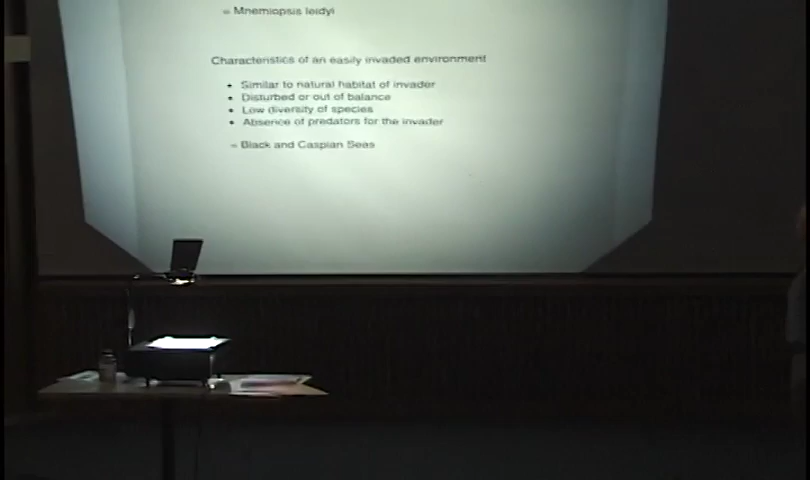 = Mnemiopsis leidyi
Characteristics of an easily invaded environment
• Similar to natural habitat of invader
• Disturbed or out of balance
• Low diversity of species
• Absence of predators for the invader
= Black and Caspian Seas